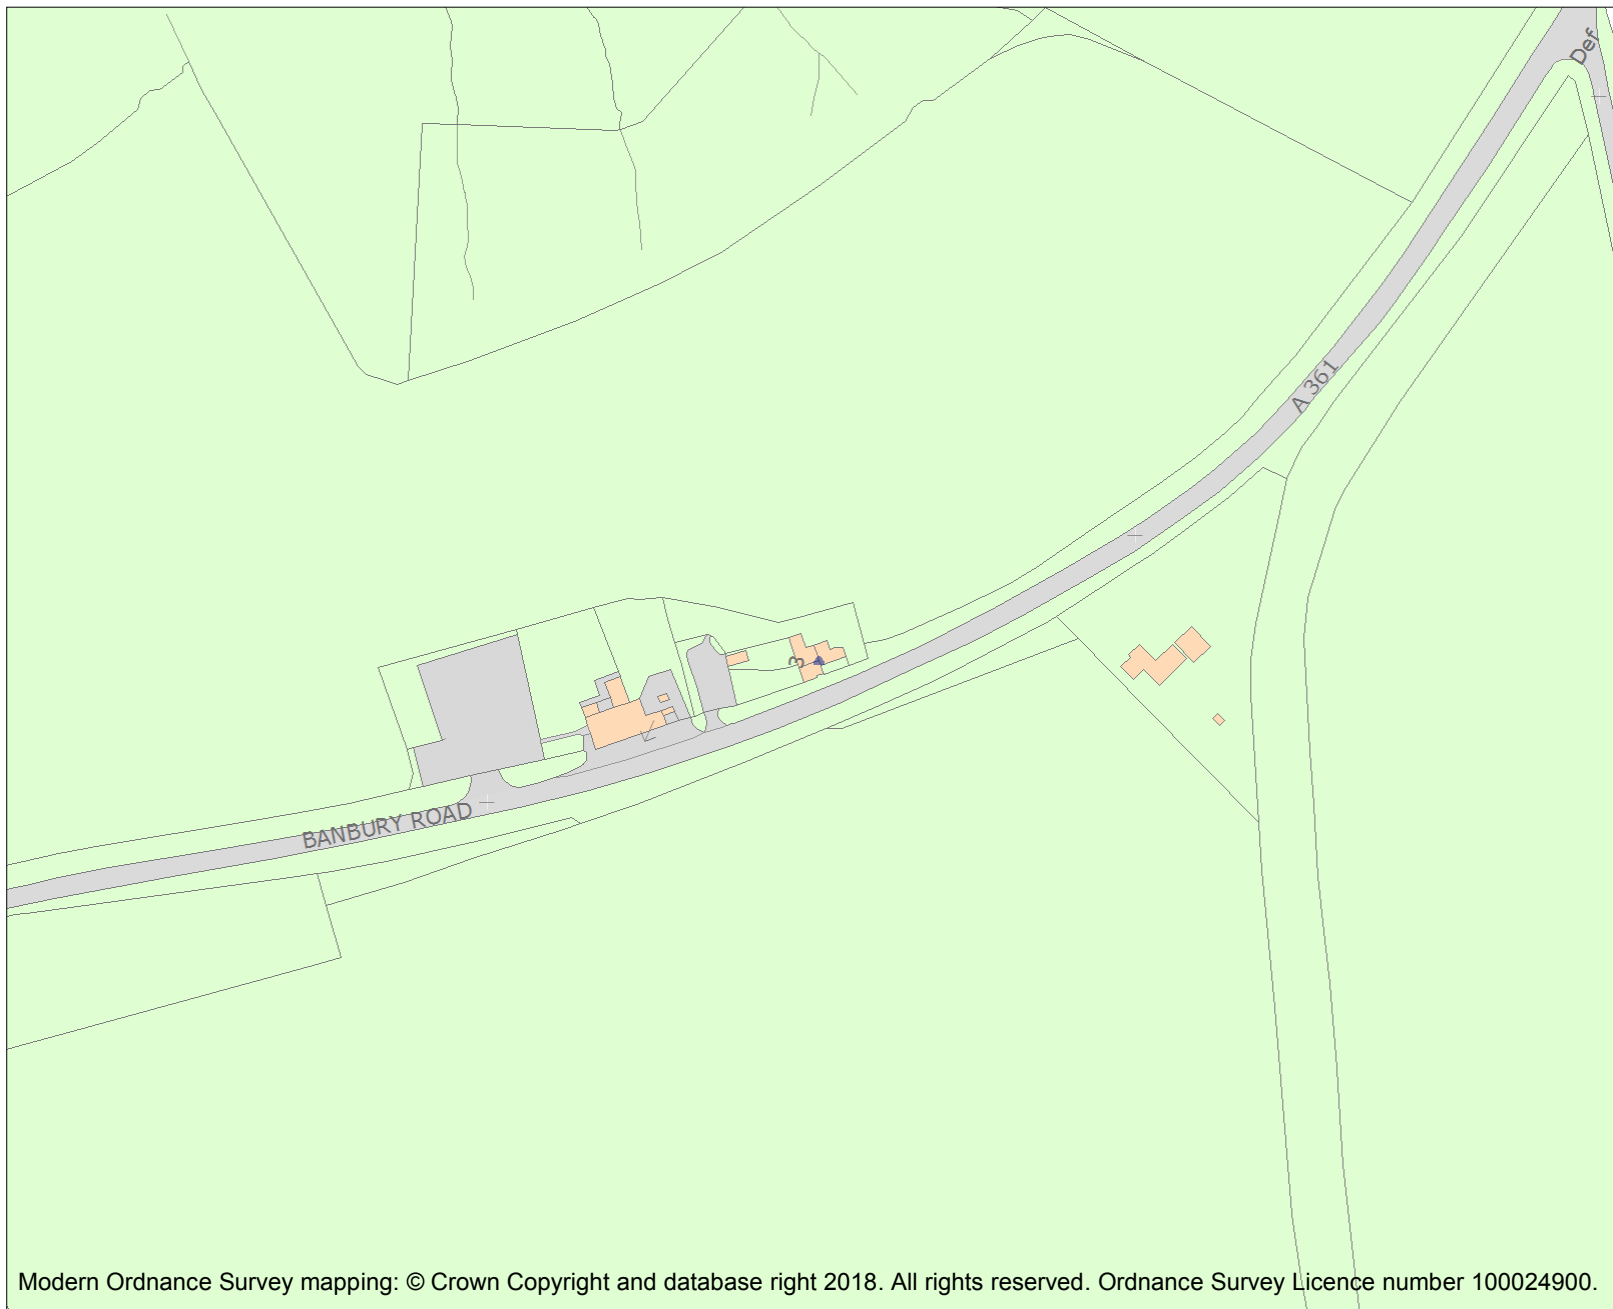 Def
A 361
3
BANBURY ROAD
Modern Ordnance Survey mapping: © Crown Copyright and database right 2018. All rights reserved. Ordnance Survey Licence number 100024900.